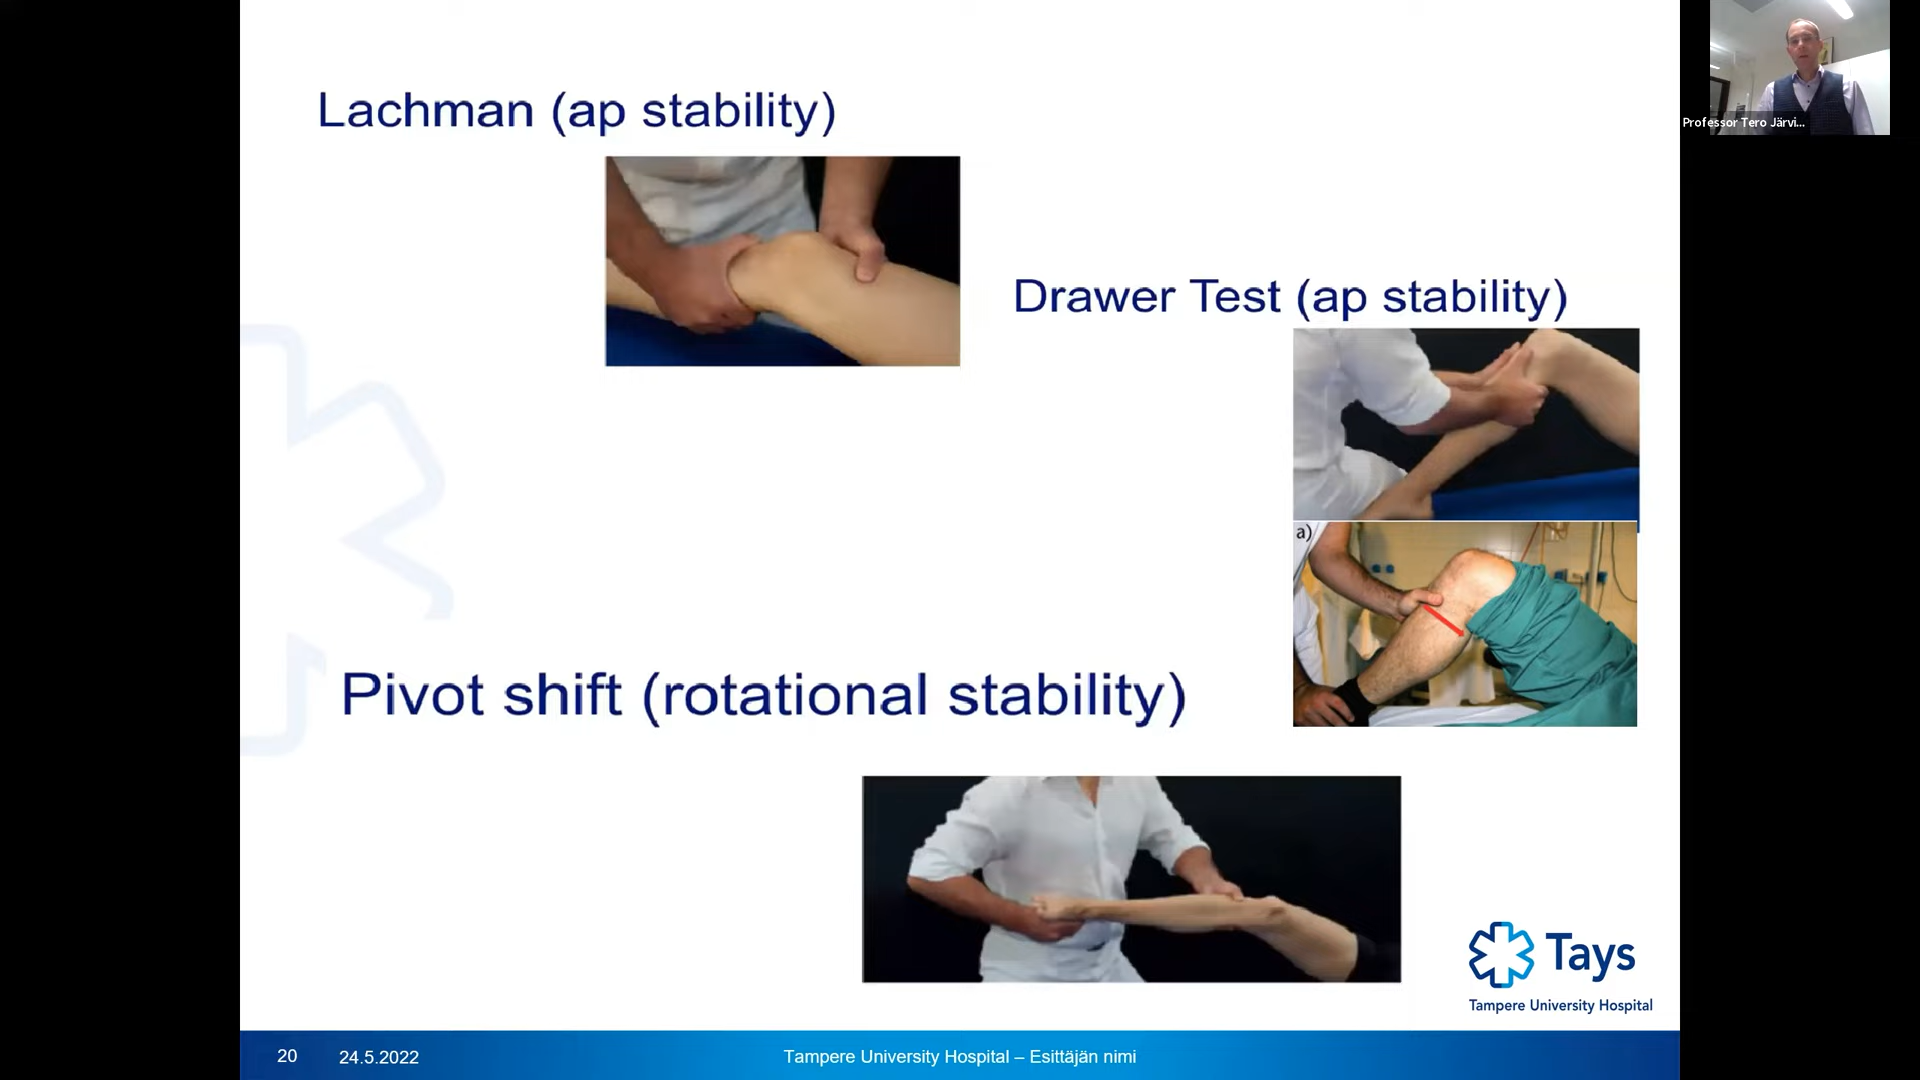 Lachman (ap stability)
Professor Tero Järvi...
Drawer Test (ap stability)
a)
Pivot shift (rotational stability)
Tays
Tampere University Hospital
20
24.5.2022
Tampere University Hospital – Esittäjän nimi